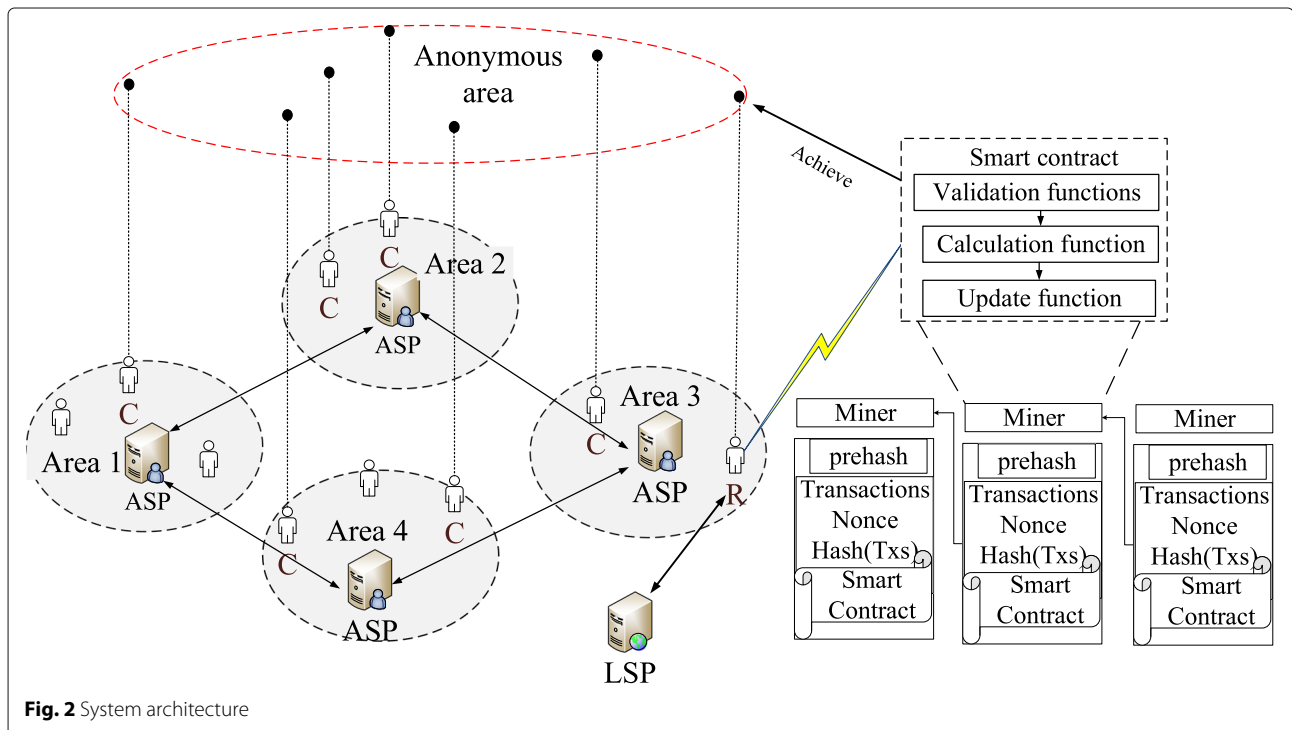 Anonymous
area
Achieve
Smart contract
Validation functions
Calculation function
Update function
C
C
Area 2
ASP
C
Area 1
ASP
Area 3
C
ASP
R
C
Area 4
C
ASP
LSP
Miner
prehash
Transactions
Nonce
Hash(Txs)
Smart
Contract
Miner
prehash
Transactions
Nonce
Hash(Txs)
Smart
Contract
Miner
prehash
Transactions
Nonce
Hash(Txs)
Smart
Contract
Fig. 2 System architecture